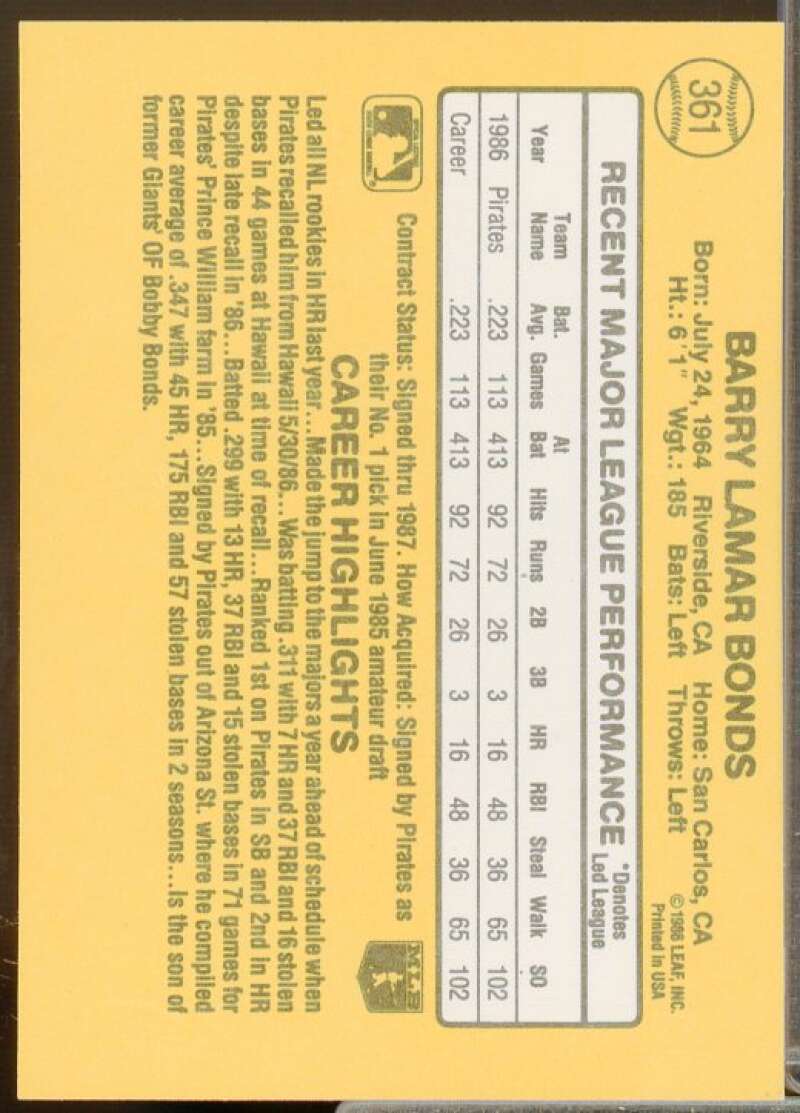 361
BARRY LAMAR BONDS
Born: July 24, 1964 Riverside, CA Home: San Carlos, CA
Ht.: 6'1" Wgt.: 185 Bats: Left Throws: Left
© 1986 LEAF, INC.
Printed in USA
RECENT MAJOR LEAGUE PERFORMANCE *Denotes Led League
Year Team Name Bat. Avg. Games At Bat Hits Runs 2B 3B HR RBI Steal Walk SO
1986 Pirates .223 113 413 92 72 26 3 16 48 36 65 102
Career .223 113 413 92 72 26 3 16 48 36 65 102
Contract Status: Signed thru 1987. How Acquired: Signed by Pirates as
their No. 1 pick in June 1985 amateur draft
MLB
CAREER HIGHLIGHTS
Led all NL rookies in HR last year...Made the jump to the majors a year ahead of schedule when
Pirates recalled him from Hawaii 5/30/86...Was batting .311 with 7 HR and 37 RBI and 16 stolen
bases in 44 games at Hawaii at time of recall...Ranked 1st on Pirates in SB and 2nd in HR
despite late recall in '86...Batted .299 with 13 HR, 37 RBI and 15 stolen bases in 71 games for
Pirates' Prince William farm in '85...Signed by Pirates out of Arizona St. where he compiled
career average of .347 with 45 HR, 175 RBI and 57 stolen bases in 2 seasons...Is the son of
former Giants' OF Bobby Bonds.